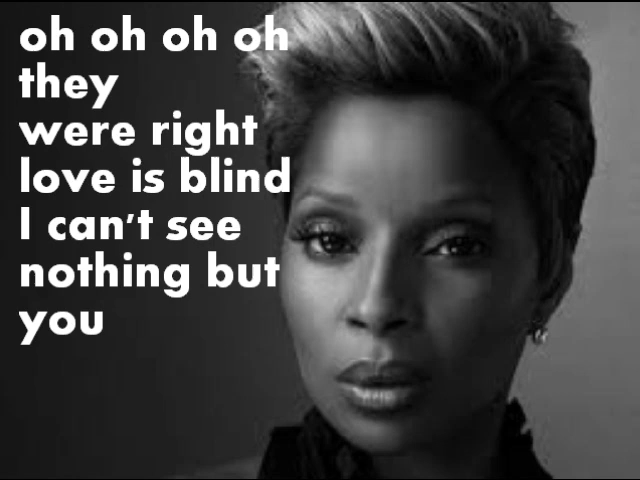 oh oh oh oh
they
were right
love is blind
I can't see
nothing but
you